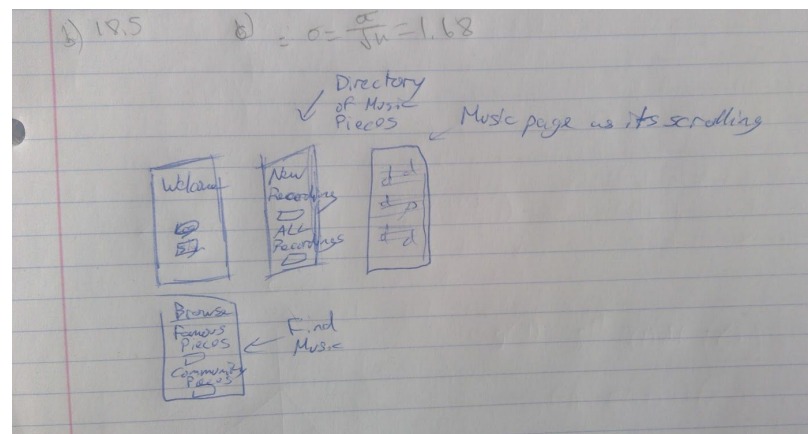 b) 18.5
c) = σ = σ/√n = 1.68
Directory
of Music
Pieces
Music page as its scrolling
Welcome
New
Recordings
ALL
Recordings
Browse
Famous
Pieces
Community
Pieces
Find
Music